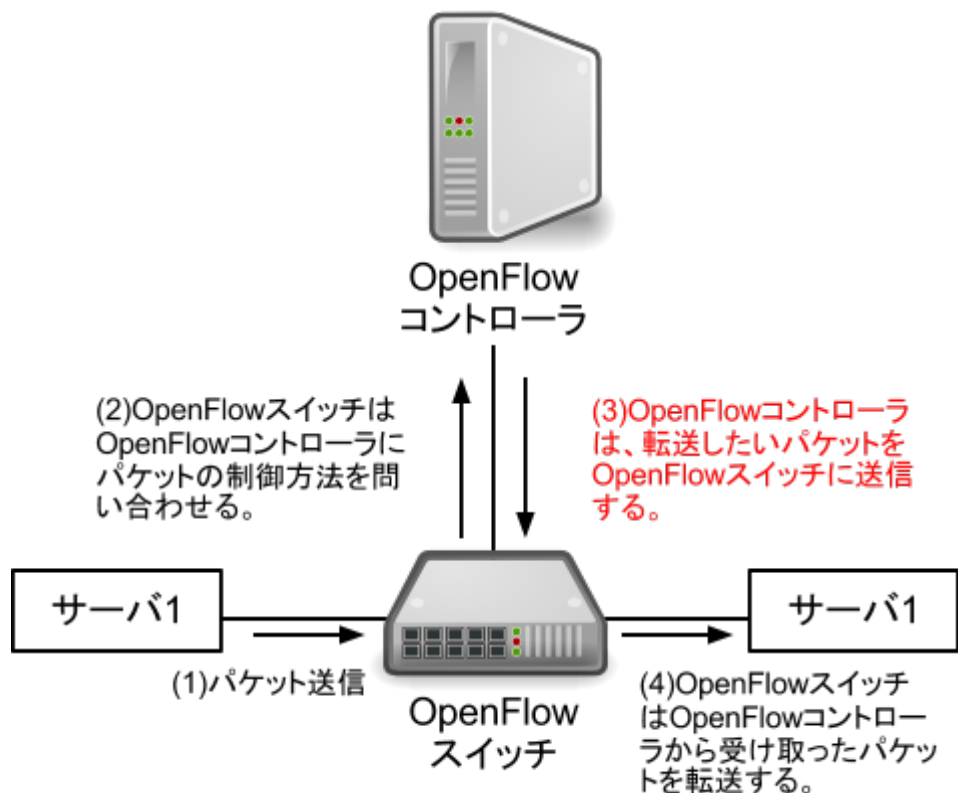 OpenFlow
コントローラ
(2)OpenFlowスイッチは
OpenFlowコントローラに
パケットの制御方法を問
い合わせる。
(3)OpenFlowコントローラ
は、転送したいパケットを
OpenFlowスイッチに送信
する。
サーバ1
サーバ1
(1)パケット送信
OpenFlow
スイッチ
(4)OpenFlowスイッチ
はOpenFlowコントロー
ラから受け取ったパケッ
トを転送する。